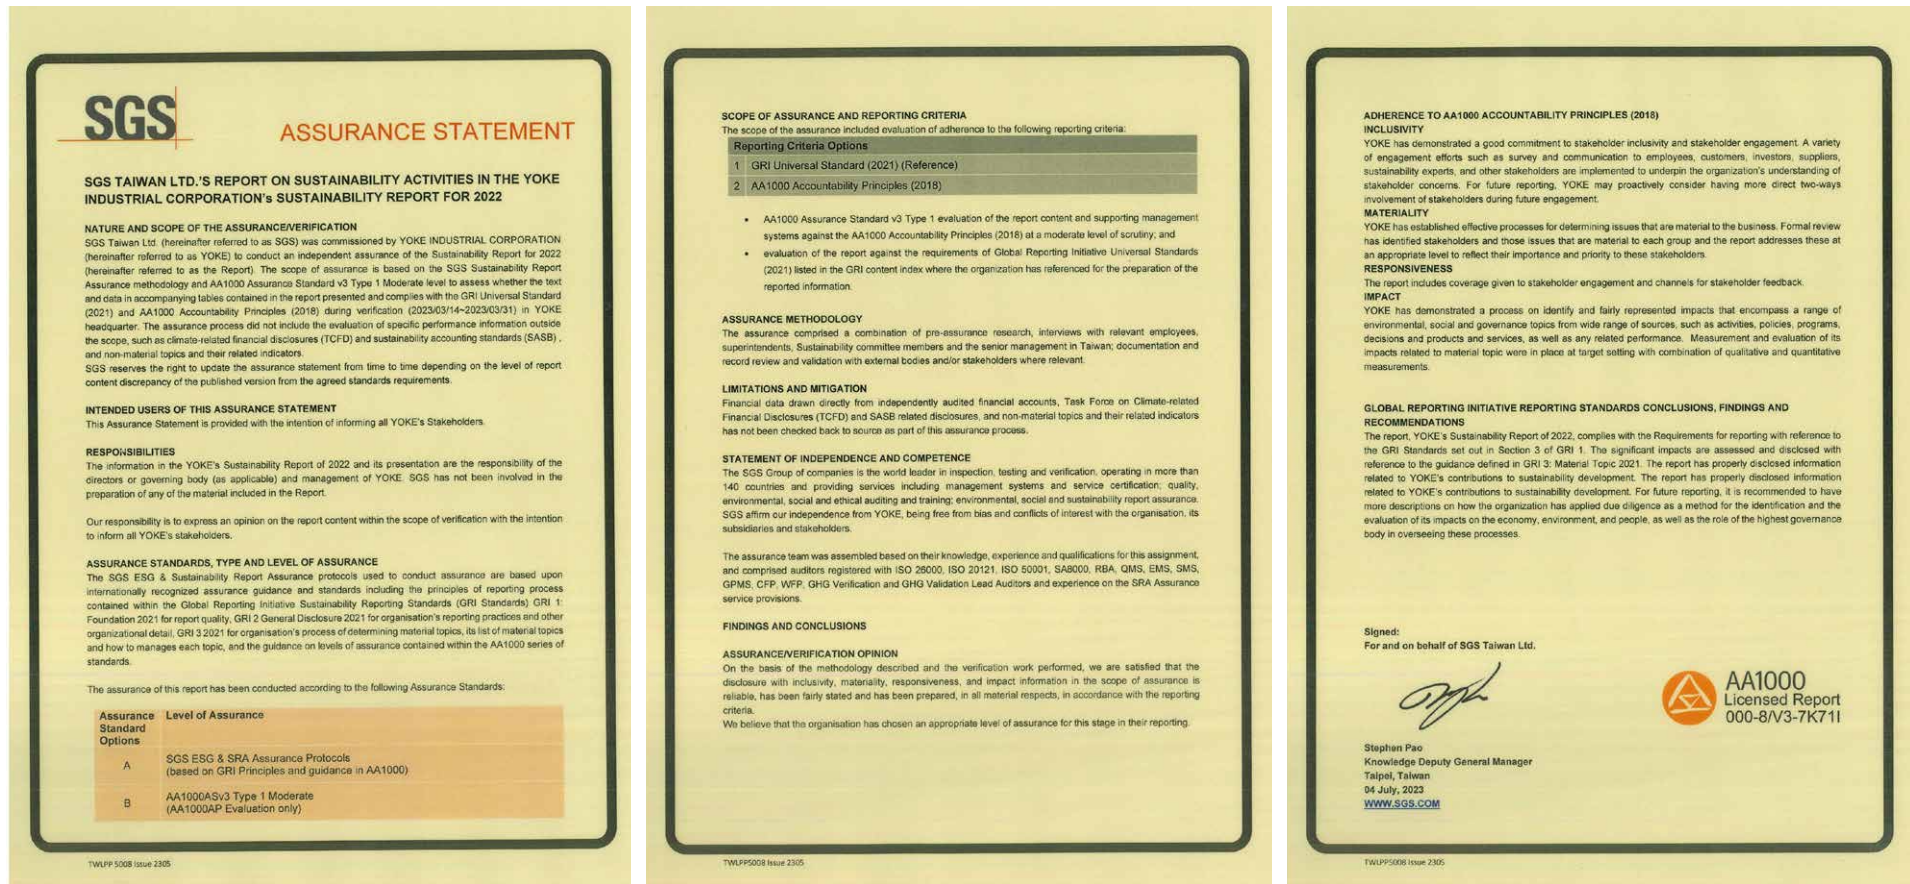 SGS
ASSURANCE STATEMENT
SGS TAIWAN LTD.'S REPORT ON SUSTAINABILITY ACTIVITIES IN THE YOKE
INDUSTRIAL CORPORATION's SUSTAINABILITY REPORT FOR 2022
NATURE AND SCOPE OF THE ASSURANCE/VERIFICATION
SGS Taiwan Ltd. (hereinafter referred to as SGS) was commissioned by YOKE INDUSTRIAL CORPORATION
(hereinafter referred to as YOKE) to conduct an independent assurance of the Sustainability Report for 2022
(hereinafter referred to as the Report). The scope of assurance is based on the SGS Sustainability Report
Assurance methodology and AA1000 Assurance Standard v3 Type 1 Moderate level to assess whether the text
and data in accompanying tables contained in the report presented and complies with the GRI Universal Standard
(2021) and AA1000 Accountability Principles (2018) during verification (2023/03/14~2023/03/31) in YOKE
headquarter. The assurance process did not include the evaluation of specific performance information outside
the scope, such as climate-related financial disclosures (TCFD) and sustainability accounting standards (SASB) ,
and non-material topics and their related indicators.
SGS reserves the right to update the assurance statement from time to time depending on the level of report
content discrepancy of the published version from the agreed standards requirements.
INTENDED USERS OF THIS ASSURANCE STATEMENT
This Assurance Statement is provided with the intention of informing all YOKE's Stakeholders.
RESPONSIBILITIES
The information in the YOKE's Sustainability Report of 2022 and its presentation are the responsibility of the
directors or governing body (as applicable) and management of YOKE. SGS has not been involved in the
preparation of any of the material included in the Report.
Our responsibility is to express an opinion on the report content within the scope of verification with the intention
to inform all YOKE's stakeholders.
ASSURANCE STANDARDS, TYPE AND LEVEL OF ASSURANCE
The SGS ESG & Sustainability Report Assurance protocols used to conduct assurance are based upon
internationally recognized assurance guidance and standards including the principles of reporting process
contained within the Global Reporting Initiative Sustainability Reporting Standards (GRI Standards) GRI 1:
Foundation 2021 for report quality, GRI 2 General Disclosure 2021 for organisation's reporting practices and other
organizational detail, GRI 3 2021 for organisation's process of determining material topics, its list of material topics
and how to manages each topic, and the guidance on levels of assurance contained within the AA1000 series of
standards.
The assurance of this report has been conducted according to the following Assurance Standards:
Assurance Standard Options Level of Assurance
A SGS ESG & SRA Assurance Protocols
(based on GRI Principles and guidance in AA1000)
B AA1000ASv3 Type 1 Moderate
(AA1000AP Evaluation only)
TWLPP 5008 Issue 2305
SCOPE OF ASSURANCE AND REPORTING CRITERIA
The scope of the assurance included evaluation of adherence to the following reporting criteria:
Reporting Criteria Options
1 GRI Universal Standard (2021) (Reference)
2 AA1000 Accountability Principles (2018)
• AA1000 Assurance Standard v3 Type 1 evaluation of the report content and supporting management
systems against the AA1000 Accountability Principles (2018) at a moderate level of scrutiny; and
• evaluation of the report against the requirements of Global Reporting Initiative Universal Standards
(2021) listed in the GRI content index where the organization has referenced for the preparation of the
reported information.
ASSURANCE METHODOLOGY
The assurance comprised a combination of pre-assurance research, interviews with relevant employees,
superintendents, Sustainability committee members and the senior management in Taiwan; documentation and
record review and validation with external bodies and/or stakeholders where relevant.
LIMITATIONS AND MITIGATION
Financial data drawn directly from independently audited financial accounts, Task Force on Climate-related
Financial Disclosures (TCFD) and SASB related disclosures, and non-material topics and their related indicators
has not been checked back to source as part of this assurance process.
STATEMENT OF INDEPENDENCE AND COMPETENCE
The SGS Group of companies is the world leader in inspection, testing and verification, operating in more than
140 countries and providing services including management systems and service certification; quality,
environmental, social and ethical auditing and training; environmental, social and sustainability report assurance.
SGS affirm our independence from YOKE, being free from bias and conflicts of interest with the organisation, its
subsidiaries and stakeholders.
The assurance team was assembled based on their knowledge, experience and qualifications for this assignment,
and comprised auditors registered with ISO 26000, ISO 20121, ISO 50001, SA8000, RBA, QMS, EMS, SMS,
GPMS, CFP, WFP, GHG Verification and GHG Validation Lead Auditors and experience on the SRA Assurance
service provisions.
FINDINGS AND CONCLUSIONS
ASSURANCE/VERIFICATION OPINION
On the basis of the methodology described and the verification work performed, we are satisfied that the
disclosure with inclusivity, materiality, responsiveness, and impact information in the scope of assurance is
reliable, has been fairly stated and has been prepared, in all material respects, in accordance with the reporting
criteria.
We believe that the organisation has chosen an appropriate level of assurance for this stage in their reporting.
TWLPP5008 Issue 2305
ADHERENCE TO AA1000 ACCOUNTABILITY PRINCIPLES (2018)
INCLUSIVITY
YOKE has demonstrated a good commitment to stakeholder inclusivity and stakeholder engagement. A variety
of engagement efforts such as survey and communication to employees, customers, investors, suppliers,
sustainability experts, and other stakeholders are implemented to underpin the organization's understanding of
stakeholder concerns. For future reporting, YOKE may proactively consider having more direct two-ways
involvement of stakeholders during future engagement.
MATERIALITY
YOKE has established effective processes for determining issues that are material to the business. Formal review
has identified stakeholders and those issues that are material to each group and the report addresses these at
an appropriate level to reflect their importance and priority to these stakeholders.
RESPONSIVENESS
The report includes coverage given to stakeholder engagement and channels for stakeholder feedback.
IMPACT
YOKE has demonstrated a process on identify and fairly represented impacts that encompass a range of
environmental, social and governance topics from wide range of sources, such as activities, policies, programs,
decisions and products and services, as well as any related performance. Measurement and evaluation of its
impacts related to material topic were in place at target setting with combination of qualitative and quantitative
measurements.
GLOBAL REPORTING INITIATIVE REPORTING STANDARDS CONCLUSIONS, FINDINGS AND
RECOMMENDATIONS
The report, YOKE's Sustainability Report of 2022, complies with the Requirements for reporting with reference to
the GRI Standards set out in Section 3 of GRI 1. The significant impacts are assessed and disclosed with
reference to the guidance defined in GRI 3: Material Topic 2021. The report has properly disclosed information
related to YOKE's contributions to sustainability development. The report has properly disclosed information
related to YOKE's contributions to sustainability development. For future reporting, it is recommended to have
more descriptions on how the organization has applied due diligence as a method for the identification and the
evaluation of its impacts on the economy, environment, and people, as well as the role of the highest governance
body in overseeing these processes.
Signed:
For and on behalf of SGS Taiwan Ltd.
Stephen Pao
Knowledge Deputy General Manager
Taipei, Taiwan
04 July, 2023
WWW.SGS.COM
AA1000
Licensed Report
000-8/V3-7K71I
TWLPP5008 Issue 2305